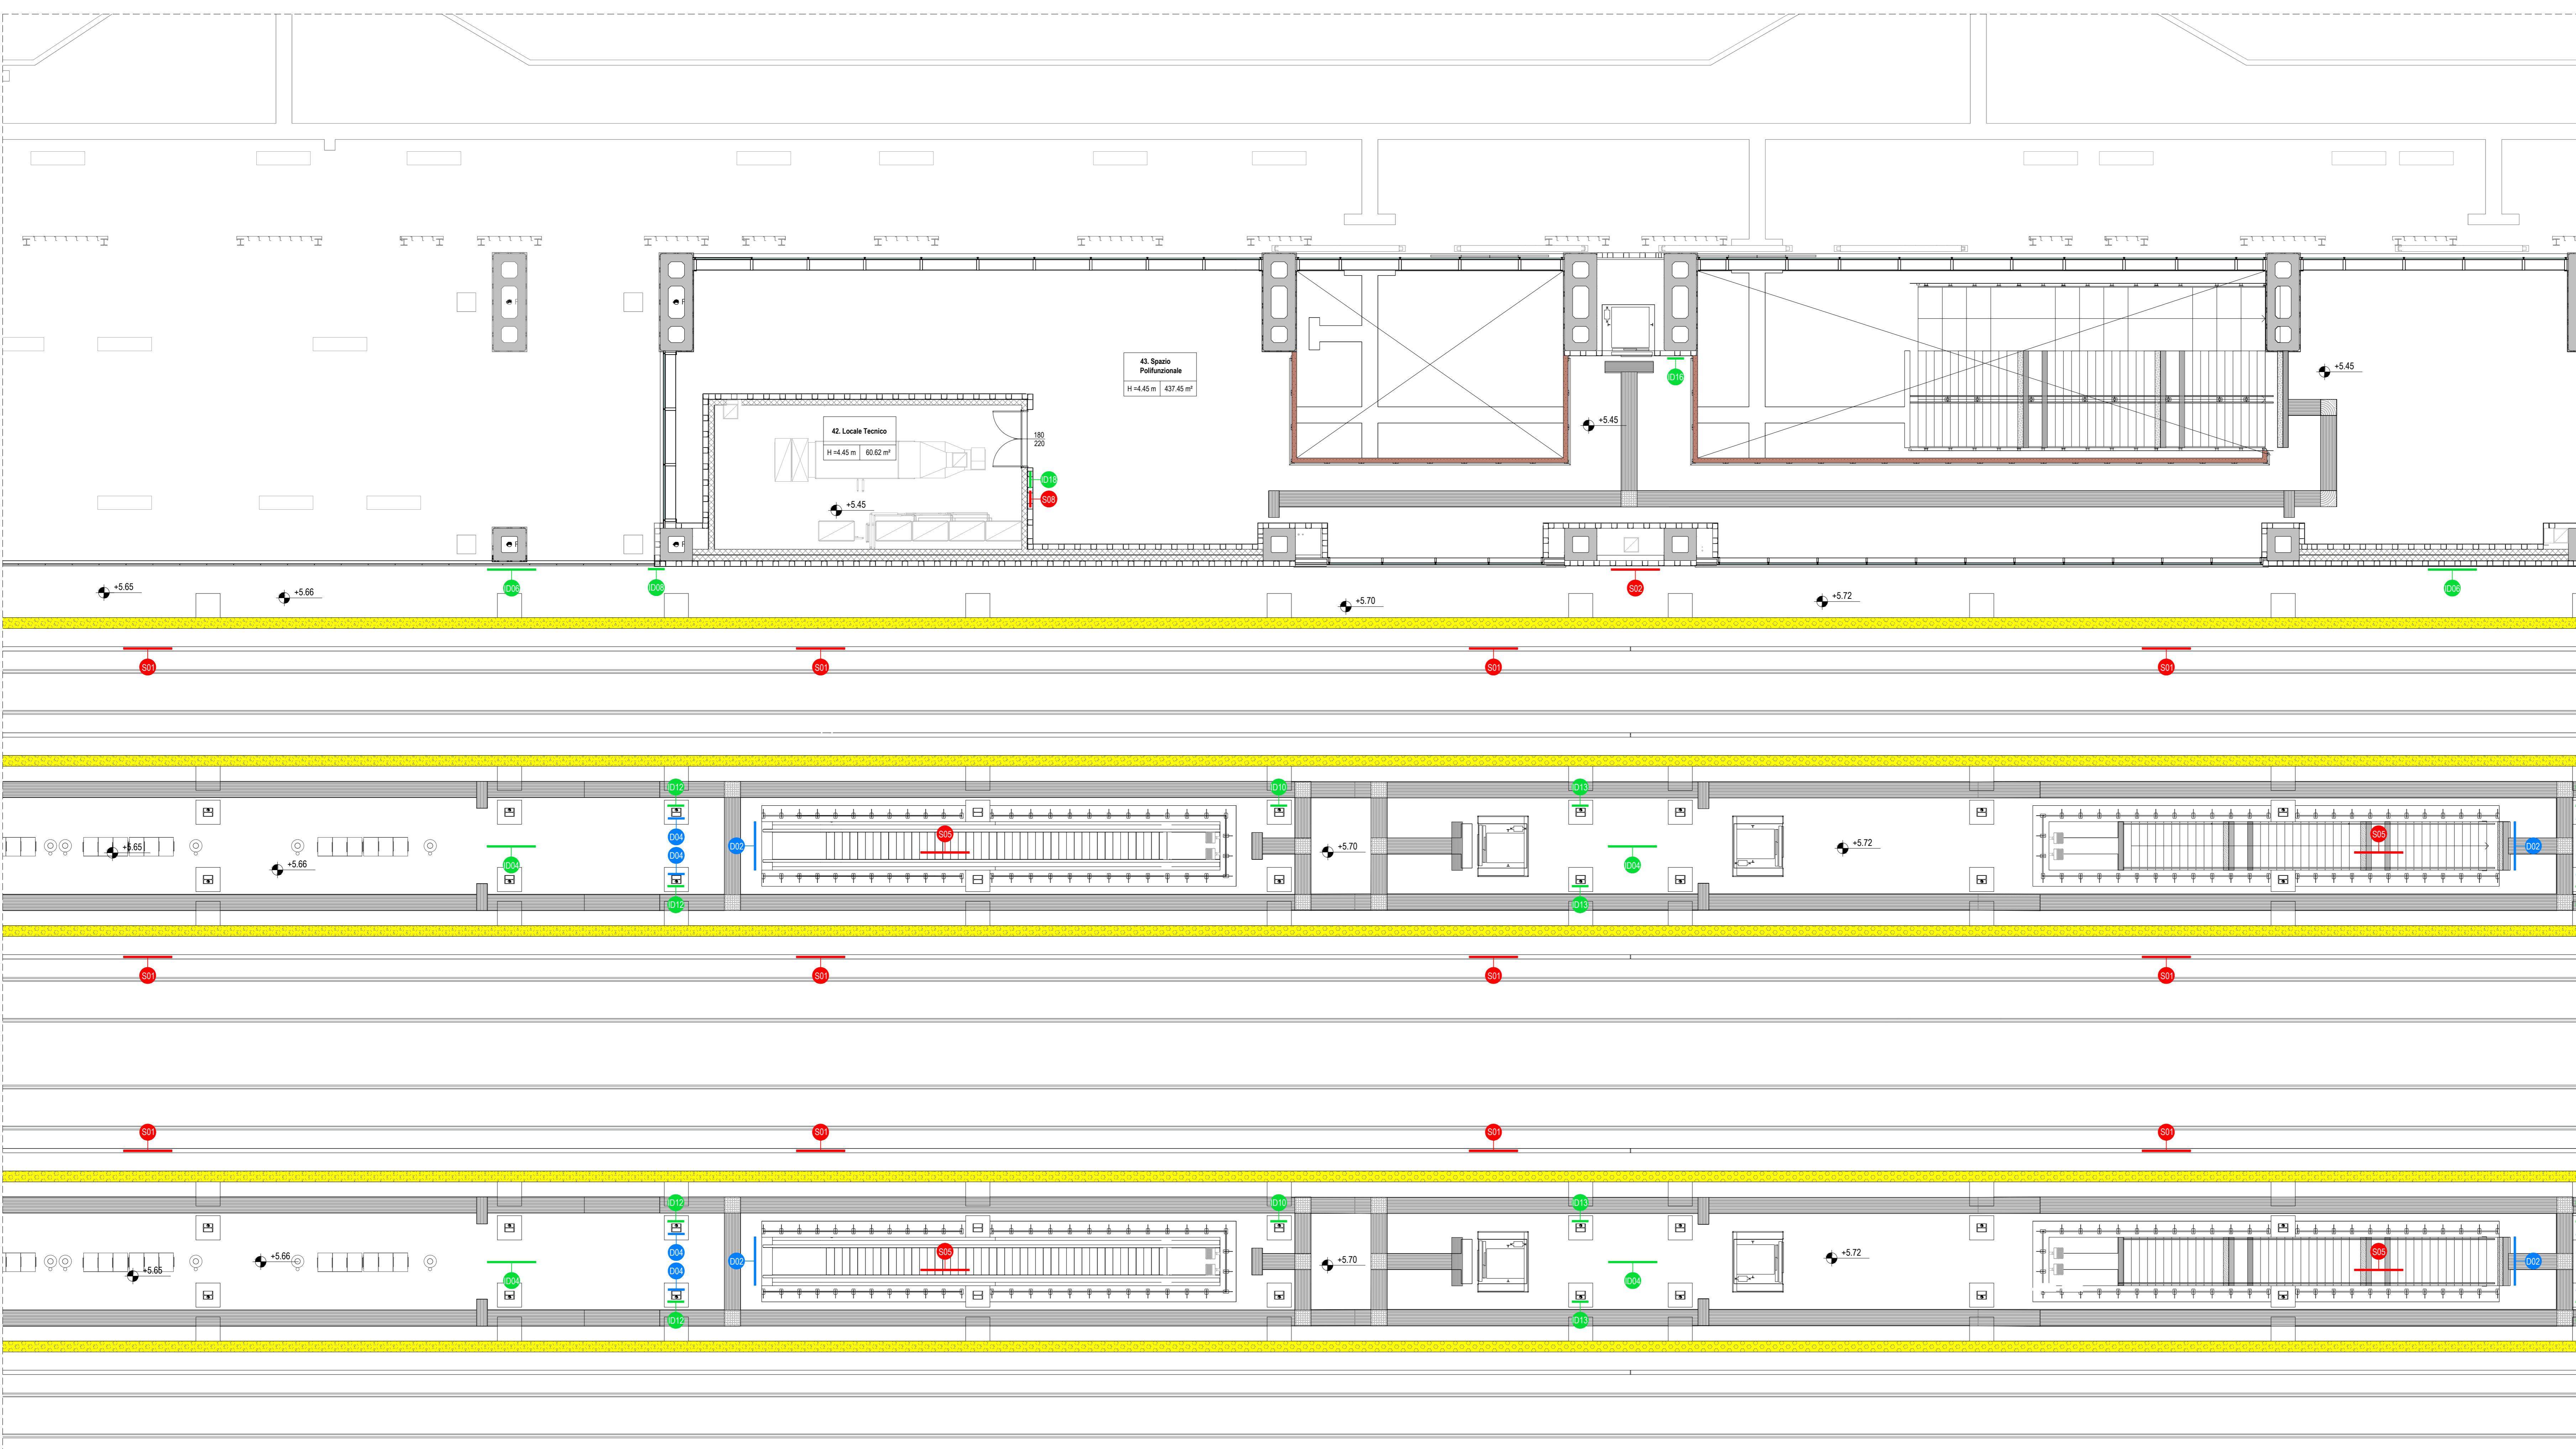 F
F
43. Spazio
Polifunzionale
H =4.45 m 437.45 m²
+5.45
ID16
42. Locale Tecnico
H =4.45 m 60.62 m²
180
220
+5.45
ID18
S08
+5.45
F
F
+5.65
+5.66
ID06
ID08
+5.70
S02
+5.72
ID06
S01
S01
S01
S01
ID12
ID10
ID13
D04
S05
S05
+5.65
D04
D02
+5.70
+5.72
D02
+5.66
ID04
ID04
ID12
ID13
S01
S01
S01
S01
S01
S01
S01
S01
ID12
ID10
ID13
D04
S05
S05
+5.66
D02
+5.70
+5.72
D02
+5.65
D04
ID04
ID04
ID12
ID13